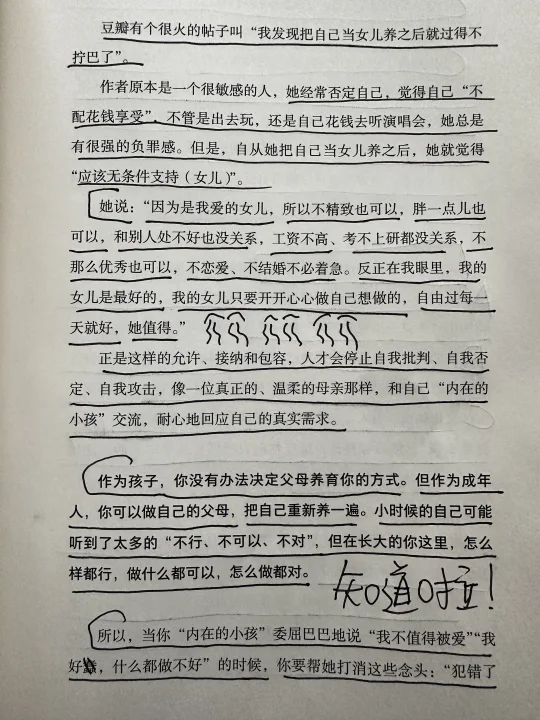 豆瓣有个很火的帖子叫“我发现把自己当女儿养之后就过得不
拧巴了”。
作者原本是一个很敏感的人，她经常否定自己，觉得自己“不
配花钱享受”，不管是出去玩，还是自己花钱去听演唱会，她总是
有很强的负罪感。但是，自从她把自己当女儿养之后，她就觉得
“应该无条件支持（女儿）”。
她说：“因为是我爱的女儿，所以不精致也可以，胖一点儿也
可以，和别人处不好也没关系，工资不高、考不上研都没关系，不
那么优秀也可以，不恋爱、不结婚不必着急。反正在我眼里，我的
女儿是最好的，我的女儿只要开开心心做自己想做的，自由过每一
天就好，她值得。”
正是这样的允许、接纳和包容，人才会停止自我批判、自我否
定、自我攻击，像一位真正的、温柔的母亲那样，和自己“内在的
小孩”交流，耐心地回应自己的真实需求。
作为孩子，你没有办法决定父母养育你的方式。但作为成年
人，你可以做自己的父母，把自己重新养一遍。小时候的自己可能
听到了太多的“不行、不可以、不对”，但在长大的你这里，怎么
样都行，做什么都可以，怎么做都对。
知道啦！
所以，当你“内在的小孩”委屈巴巴地说“我不值得被爱”“我
好蠢，什么都做不好”的时候，你要帮她打消这些念头：“犯错了